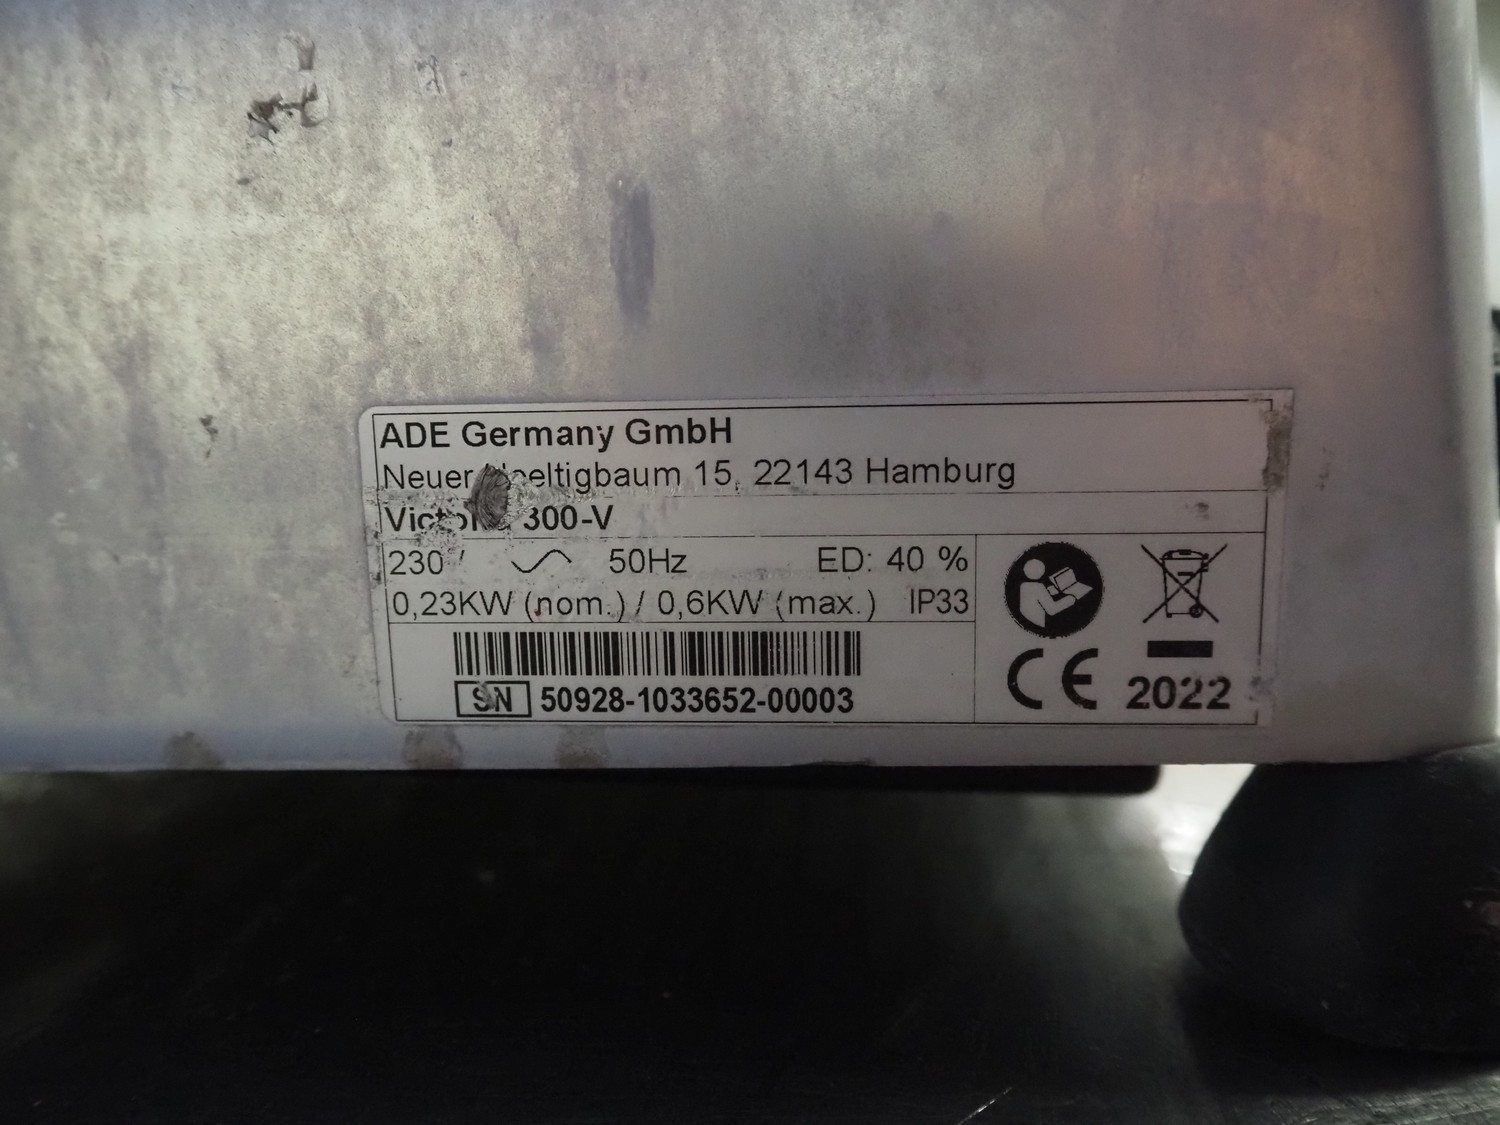 ADE Germany GmbH
Neuer 15, 22143 Hamburg
300-V
230 50Hz ED: 40 %
0,23KW (nom.) / 0,6KW (max.) IP33
SN 50928-1033652-00003
CE 2022